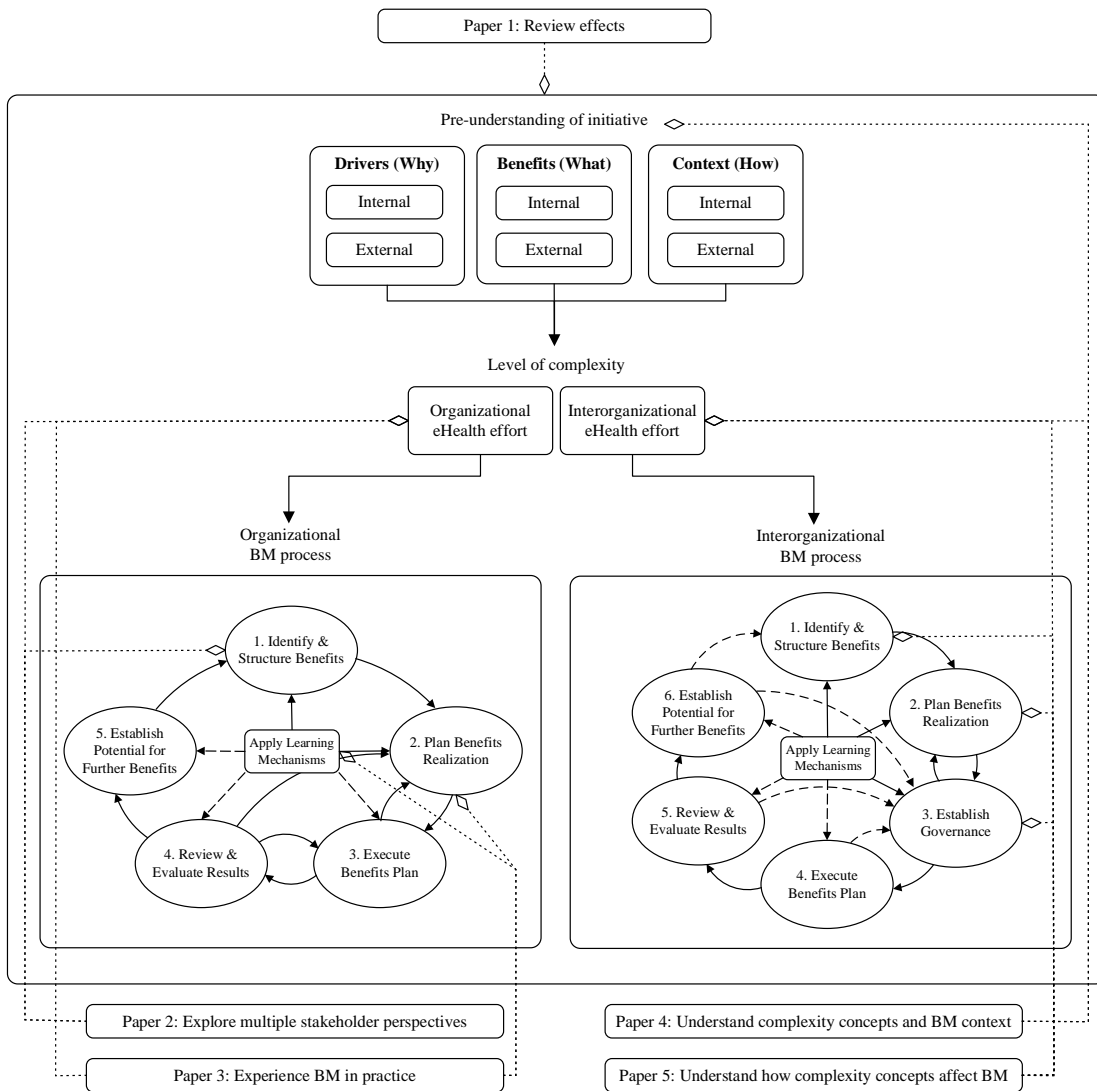 Paper 1: Review effects
Pre-understanding of initiative
Drivers (Why)
Internal
External
Benefits (What)
Internal
External
Context (How)
Internal
External
Level of complexity
Organizational
eHealth effort
Interorganizational
eHealth effort
Organizational
BM process
Interorganizational
BM process
1. Identify &
Structure Benefits
5. Establish
Potential for
Further Benefits
Apply Learning
Mechanisms
2. Plan Benefits
Realization
4. Review &
Evaluate Results
3. Execute
Benefits Plan
1. Identify &
Structure Benefits
6. Establish
Potential for
Further Benefits
2. Plan Benefits
Realization
Apply Learning
Mechanisms
5. Review &
Evaluate Results
3. Establish
Governance
4. Execute
Benefits Plan
Paper 2: Explore multiple stakeholder perspectives
Paper 4: Understand complexity concepts and BM context
Paper 3: Experience BM in practice
Paper 5: Understand how complexity concepts affect BM